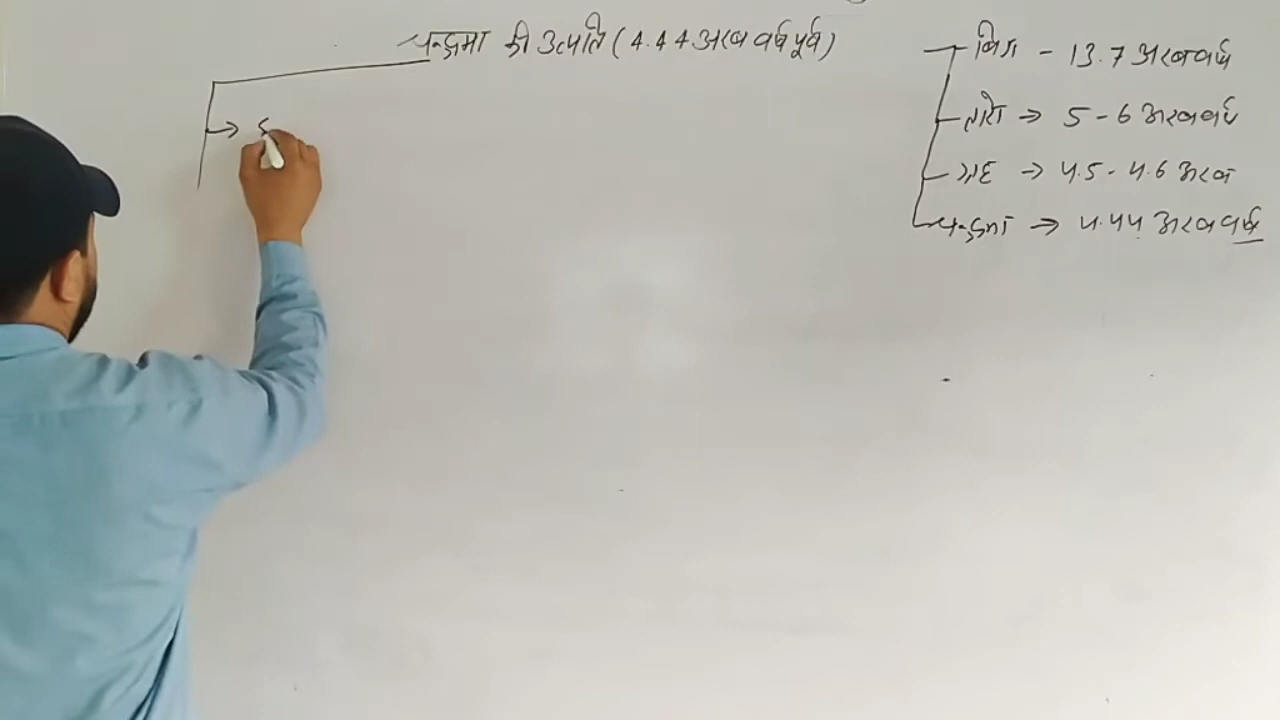 चन्द्रमा की उत्पत्ति (4.44 अरब वर्ष पूर्व)
- 13.7 अरब वर्ष
तारे → 5-6 अरब वर्ष
ग्रह → 4.5-4.6 अरब
चन्द्रमा → 4.44 अरब वर्ष
→